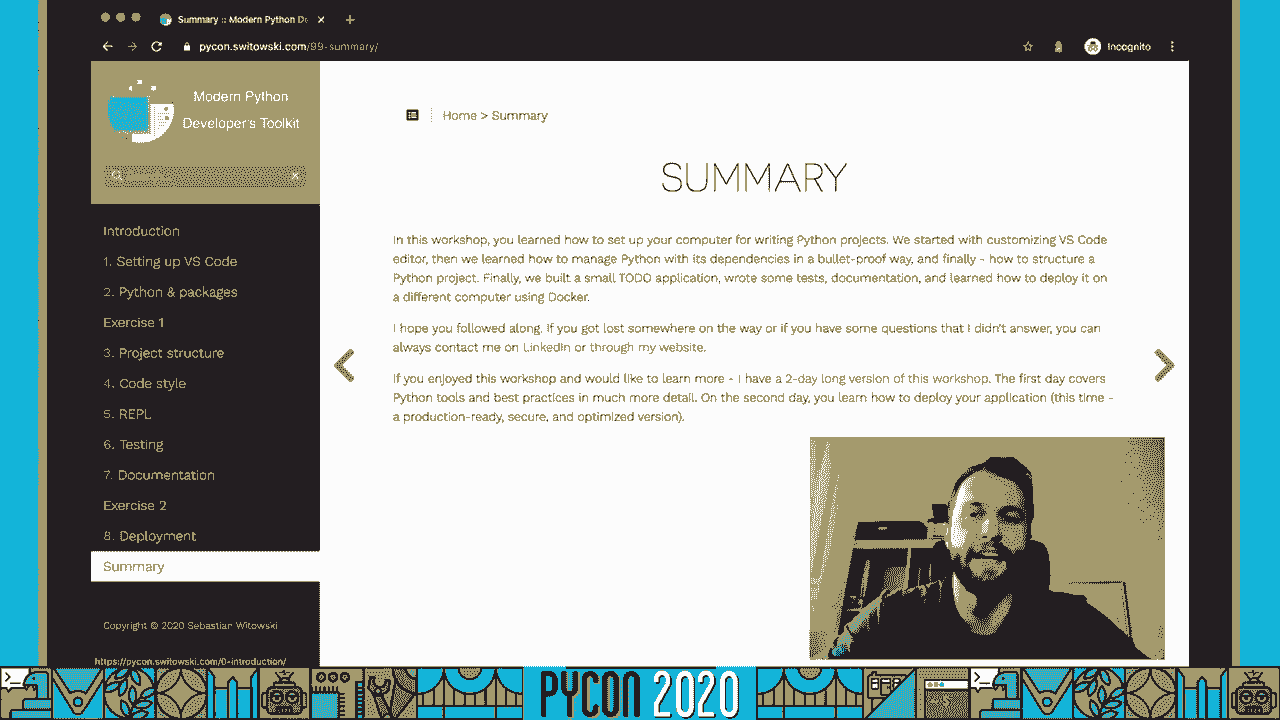 Summary :: Modern Python De
pycon.switowski.com/99-summary/
Incognito
Modern Python
Developer's Toolkit
Home > Summary
SUMMARY
Introduction
1. Setting up VS Code
2. Python & packages
Exercise 1
3. Project structure
4. Code style
5. REPL
6. Testing
7. Documentation
Exercise 2
8. Deployment
Summary
In this workshop, you learned how to set up your computer for writing Python projects. We started with customizing VS Code
editor, then we learned how to manage Python with its dependencies in a bullet-proof way, and finally - how to structure a
Python project. Finally, we built a small TODO application, wrote some tests, documentation, and learned how to deploy it on
a different computer using Docker.
I hope you followed along. If you got lost somewhere on the way or if you have some questions that I didn't answer, you can
always contact me on LinkedIn or through my website.
If you enjoyed this workshop and would like to learn more - I have a 2-day long version of this workshop. The first day covers
Python tools and best practices in much more detail. On the second day, you learn how to deploy your application (this time -
a production-ready, secure, and optimized version).
Copyright © 2020 Sebastian Witowski
https://pycon.switowski.com/0-introduction/
PYCON 2020